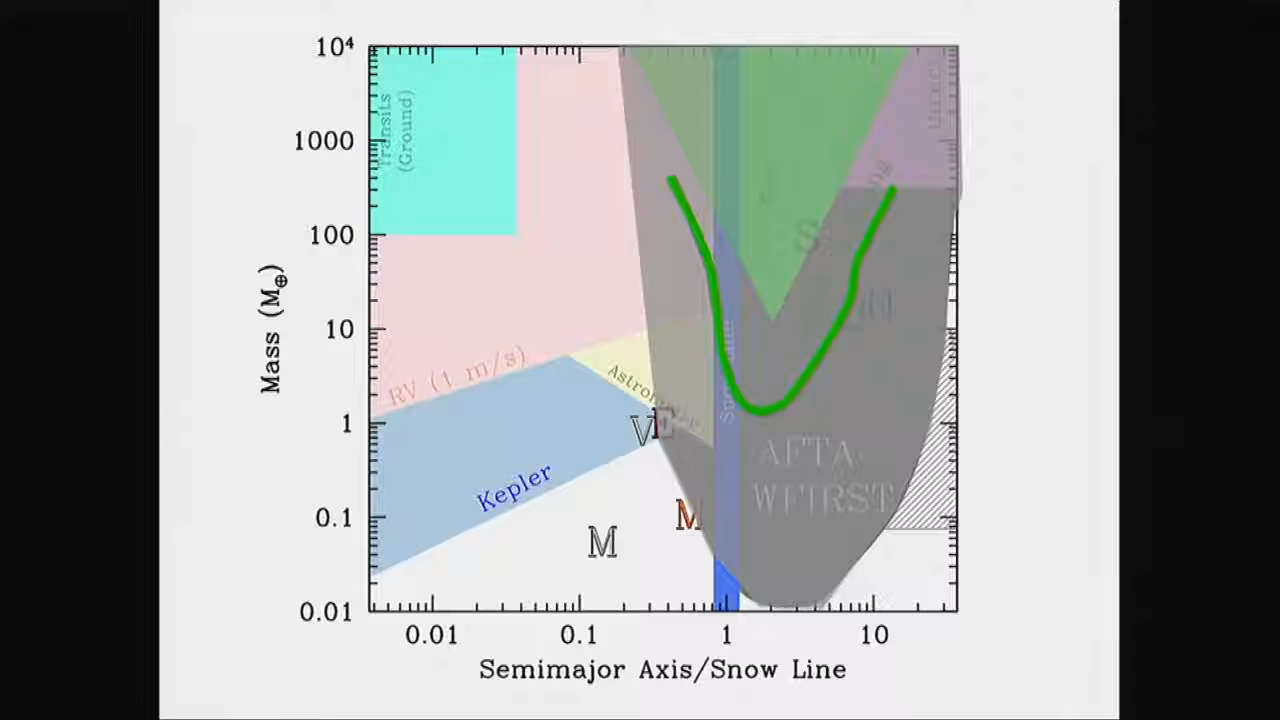 10⁴
Transits
(Ground)
Direct
1000
100
S
Mass (M⊕)
10
N
RV (1 m/s)
Astrometry
1
V
E
AFTA-
WFIRST
Kepler
0.1
M
M
0.01
0.01
0.1
1
10
Semimajor Axis/Snow Line